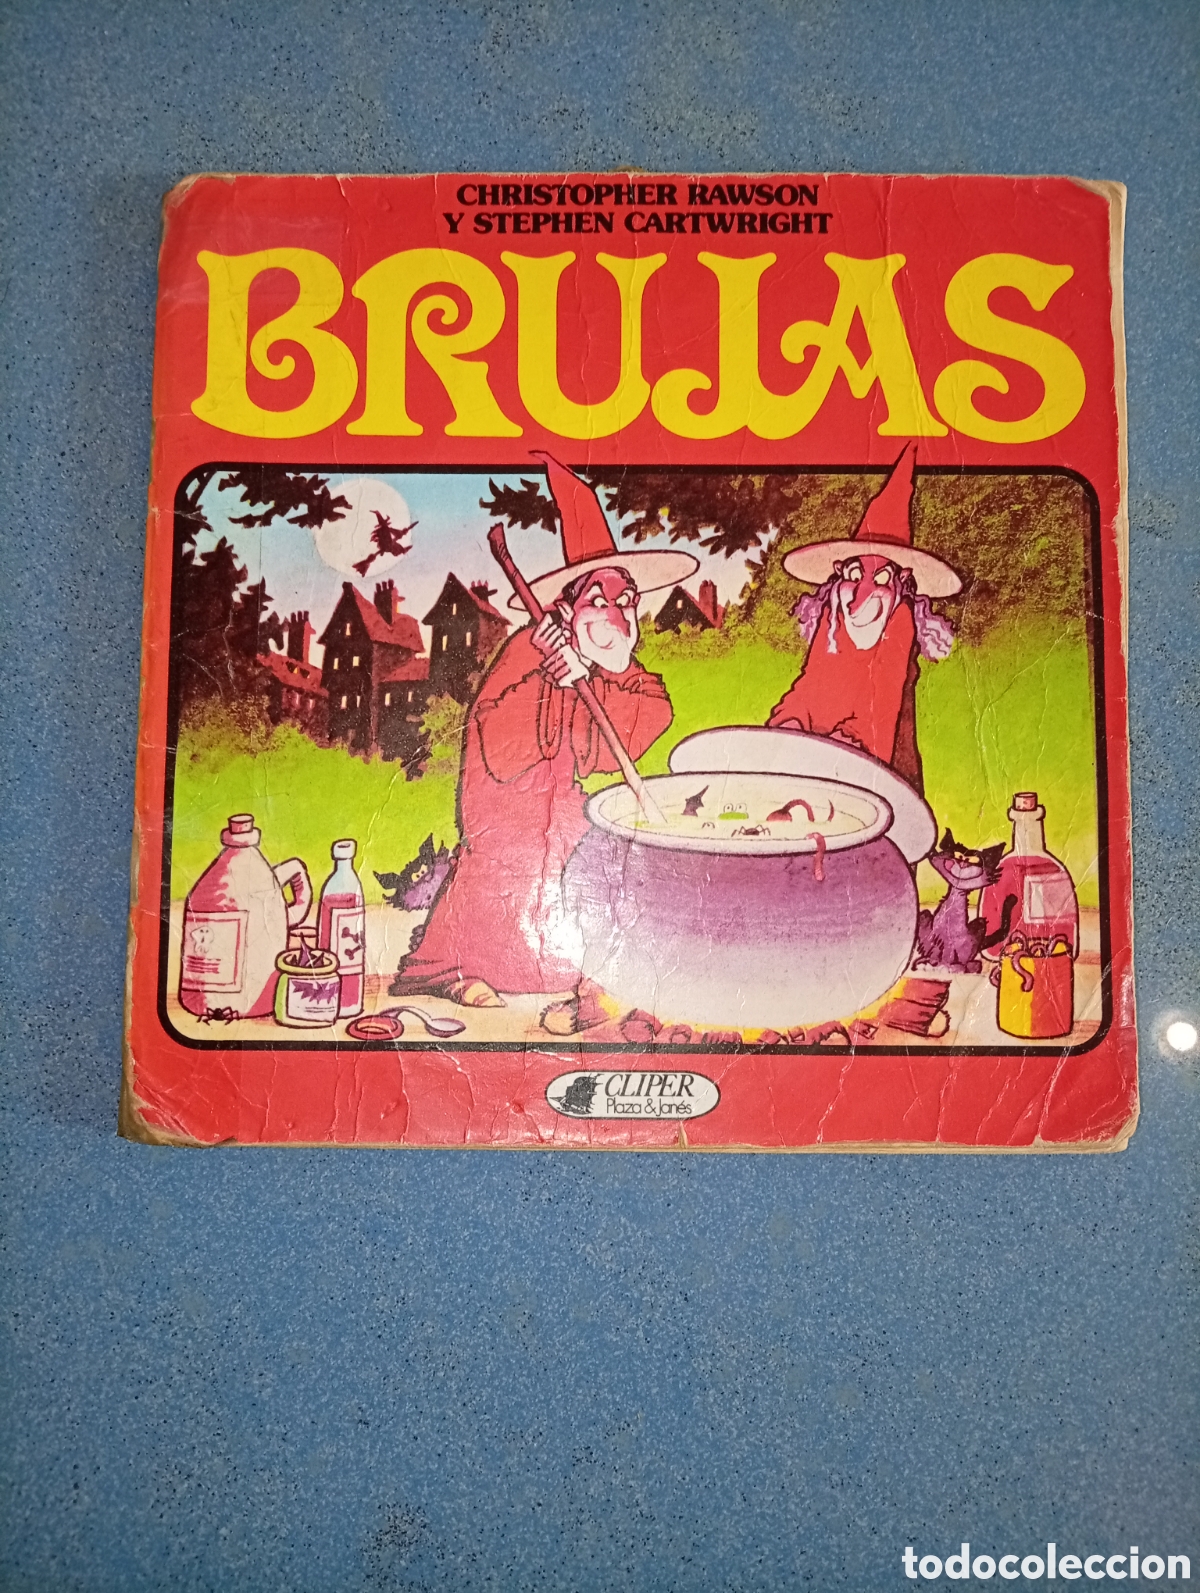 CHRISTOPHER RAWSON
Y STEPHEN CARTWRIGHT
BRUJAS
CLIPER
Plaza & Janés
todocoleccion